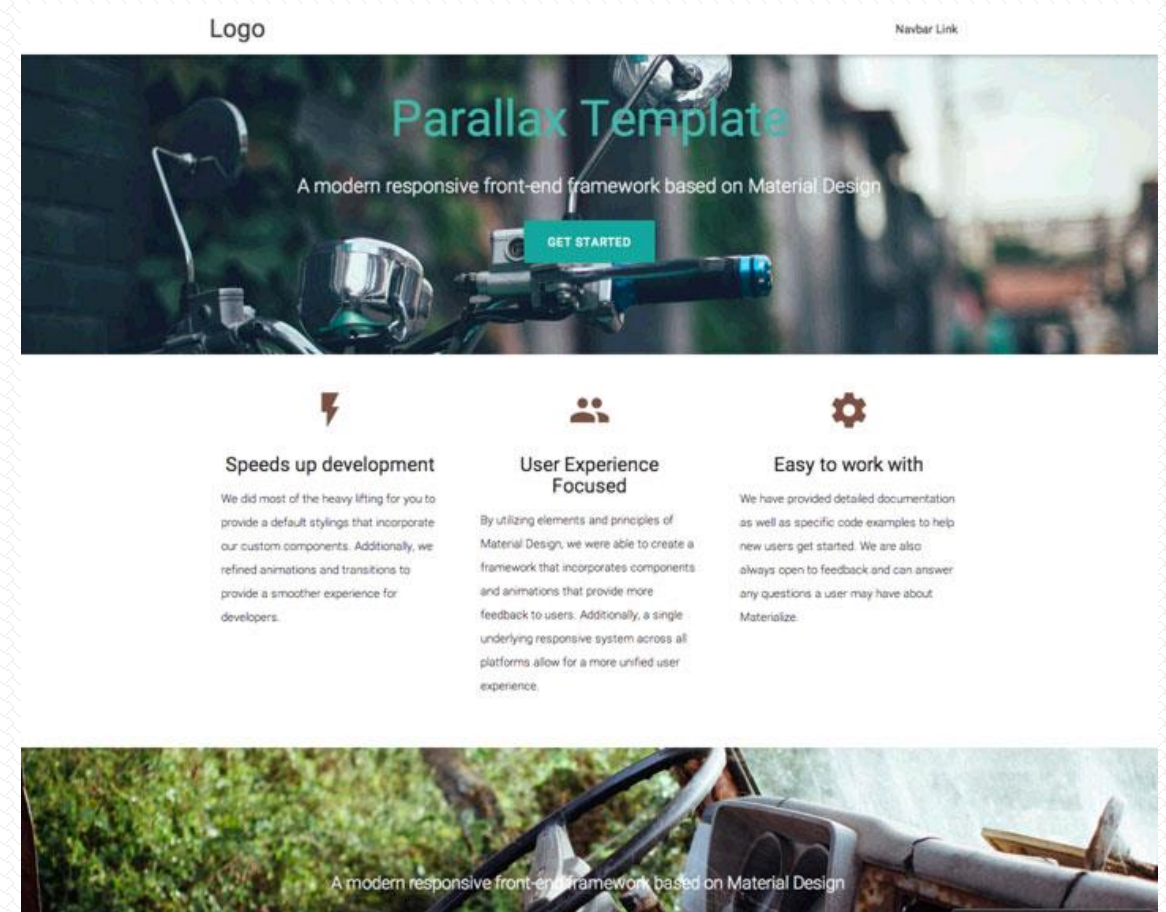 Logo
Navbar Link
Parallax Template
A modern responsive front-end framework based on Material Design
GET STARTED
Speeds up development
We did most of the heavy lifting for you to
provide a default stylings that incorporate
our custom components. Additionally, we
refined animations and transitions to
provide a smoother experience for
developers.
User Experience
Focused
By utilizing elements and principles of
Material Design, we were able to create a
framework that incorporates components
and animations that provide more
feedback to users. Additionally, a single
underlying responsive system across all
platforms allow for a more unified user
experience.
Easy to work with
We have provided detailed documentation
as well as specific code examples to help
new users get started. We are also
always open to feedback and can answer
any questions a user may have about
Materialize.
A modern responsive front-end framework based on Material Design